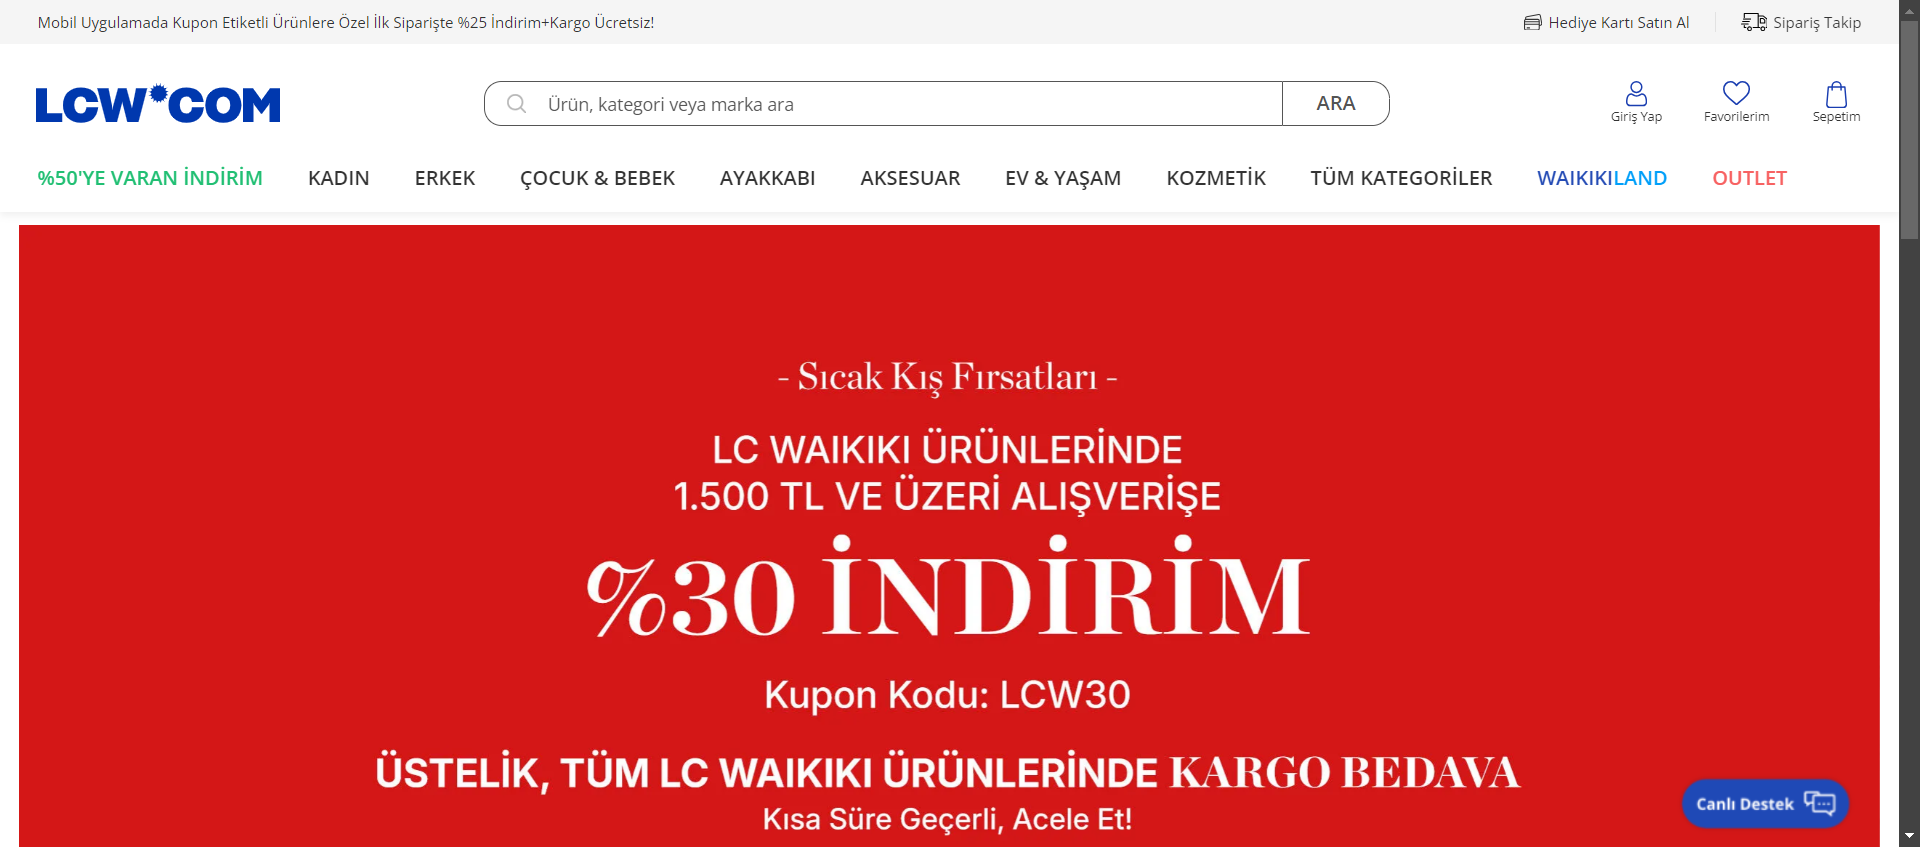 Mobil Uygulamada Kupon Etiketli Ürünlere Özel İlk Siparişte %25 İndirim+Kargo Ücretsiz!
Hediye Kartı Satın Al
Sipariş Takip
LCW COM
Ürün, kategori veya marka ara
ARA
Giriş Yap
Favorilerim
Sepetim
%50'YE VARAN İNDİRİM
KADIN
ERKEK
ÇOCUK & BEBEK
AYAKKABI
AKSESUAR
EV & YAŞAM
KOZMETİK
TÜM KATEGORİLER
WAIKIKILAND
OUTLET
- Sıcak Kış Fırsatları -
LC WAIKIKI ÜRÜNLERİNDE
1.500 TL VE ÜZERİ ALIŞVERİŞE
%30 İNDİRİM
Kupon Kodu: LCW30
ÜSTELİK, TÜM LC WAIKIKI ÜRÜNLERİNDE KARGO BEDAVA
Kısa Süre Geçerli, Acele Et!
Canlı Destek